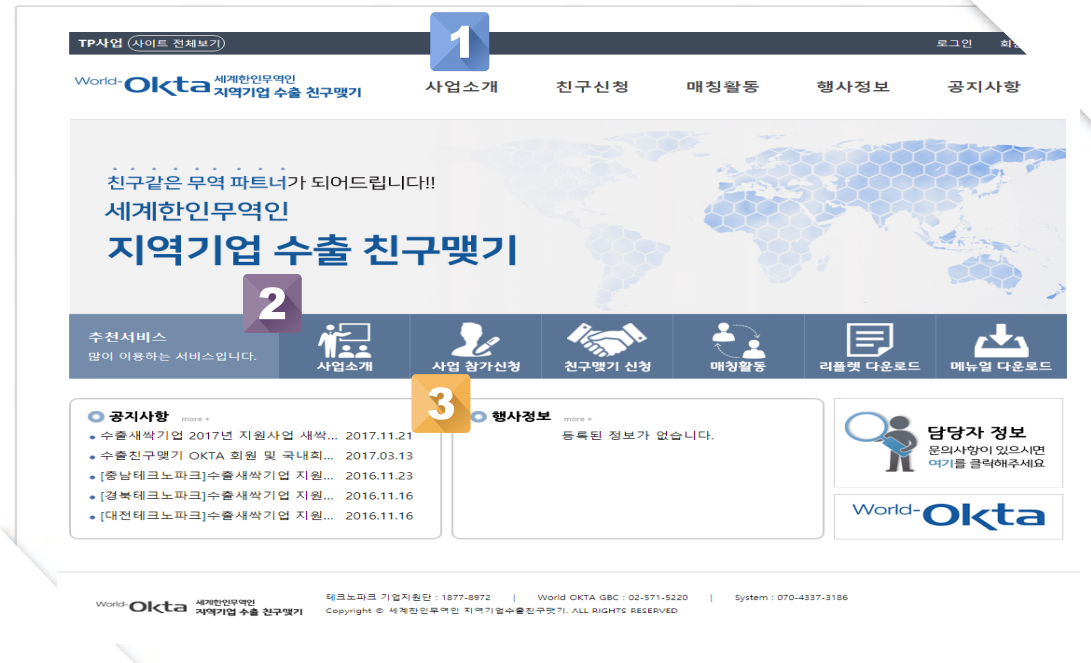 TP사업 (사이트 전체보기)
로그인
1
World-Okta 세계한인무역인
지역기업 수출 친구맺기
사업소개 친구신청 매칭활동 행사정보 공지사항
친구같은 무역 파트너가 되어드립니다!!
세계한인무역인
지역기업 수출 친구맺기
2
추천서비스
많이 이용하는 서비스입니다.
사업소개 사업 참가신청 친구맺기 신청 매칭활동 리플렛 다운로드 메뉴얼 다운로드
3
공지사항 more +
수출새싹기업 2017년 지원사업 새싹... 2017.11.21
수출친구맺기 OKTA 회원 및 국내희... 2017.03.13
[충남테크노파크]수출새싹기업 지원... 2016.11.23
[경북테크노파크]수출새싹기업 지원... 2016.11.16
[대전테크노파크]수출새싹기업 지원... 2016.11.16
행사정보 more +
등록된 정보가 없습니다.
담당자 정보
문의사항이 있으시면
여기를 클릭해주세요
World-Okta
World-Okta 세계한인무역인
지역기업 수출 친구맺기
테크노파크 기업지원단 : 1877-8972 | World OKTA GBC : 02-571-5220 | System : 070-4337-3186
Copyright © 세계한인무역인 지역기업수출친구맺기. ALL RIGHTS RESERVED